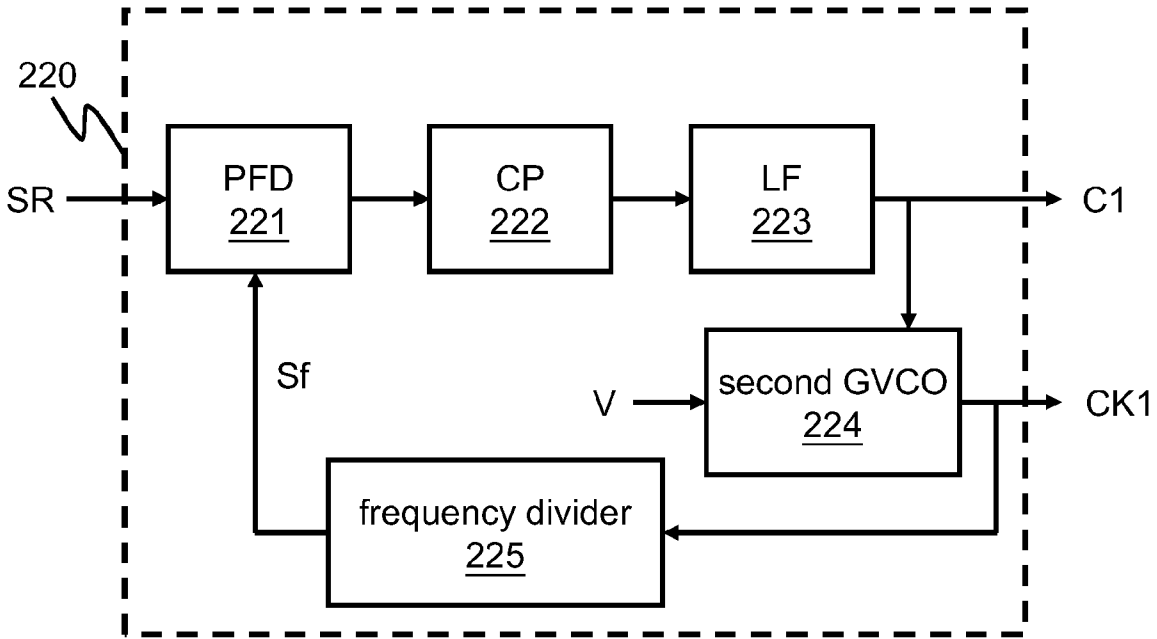 220
SR
PFD
221
CP
222
LF
223
C1
Sf
V
second GVCO
224
CK1
frequency divider
225